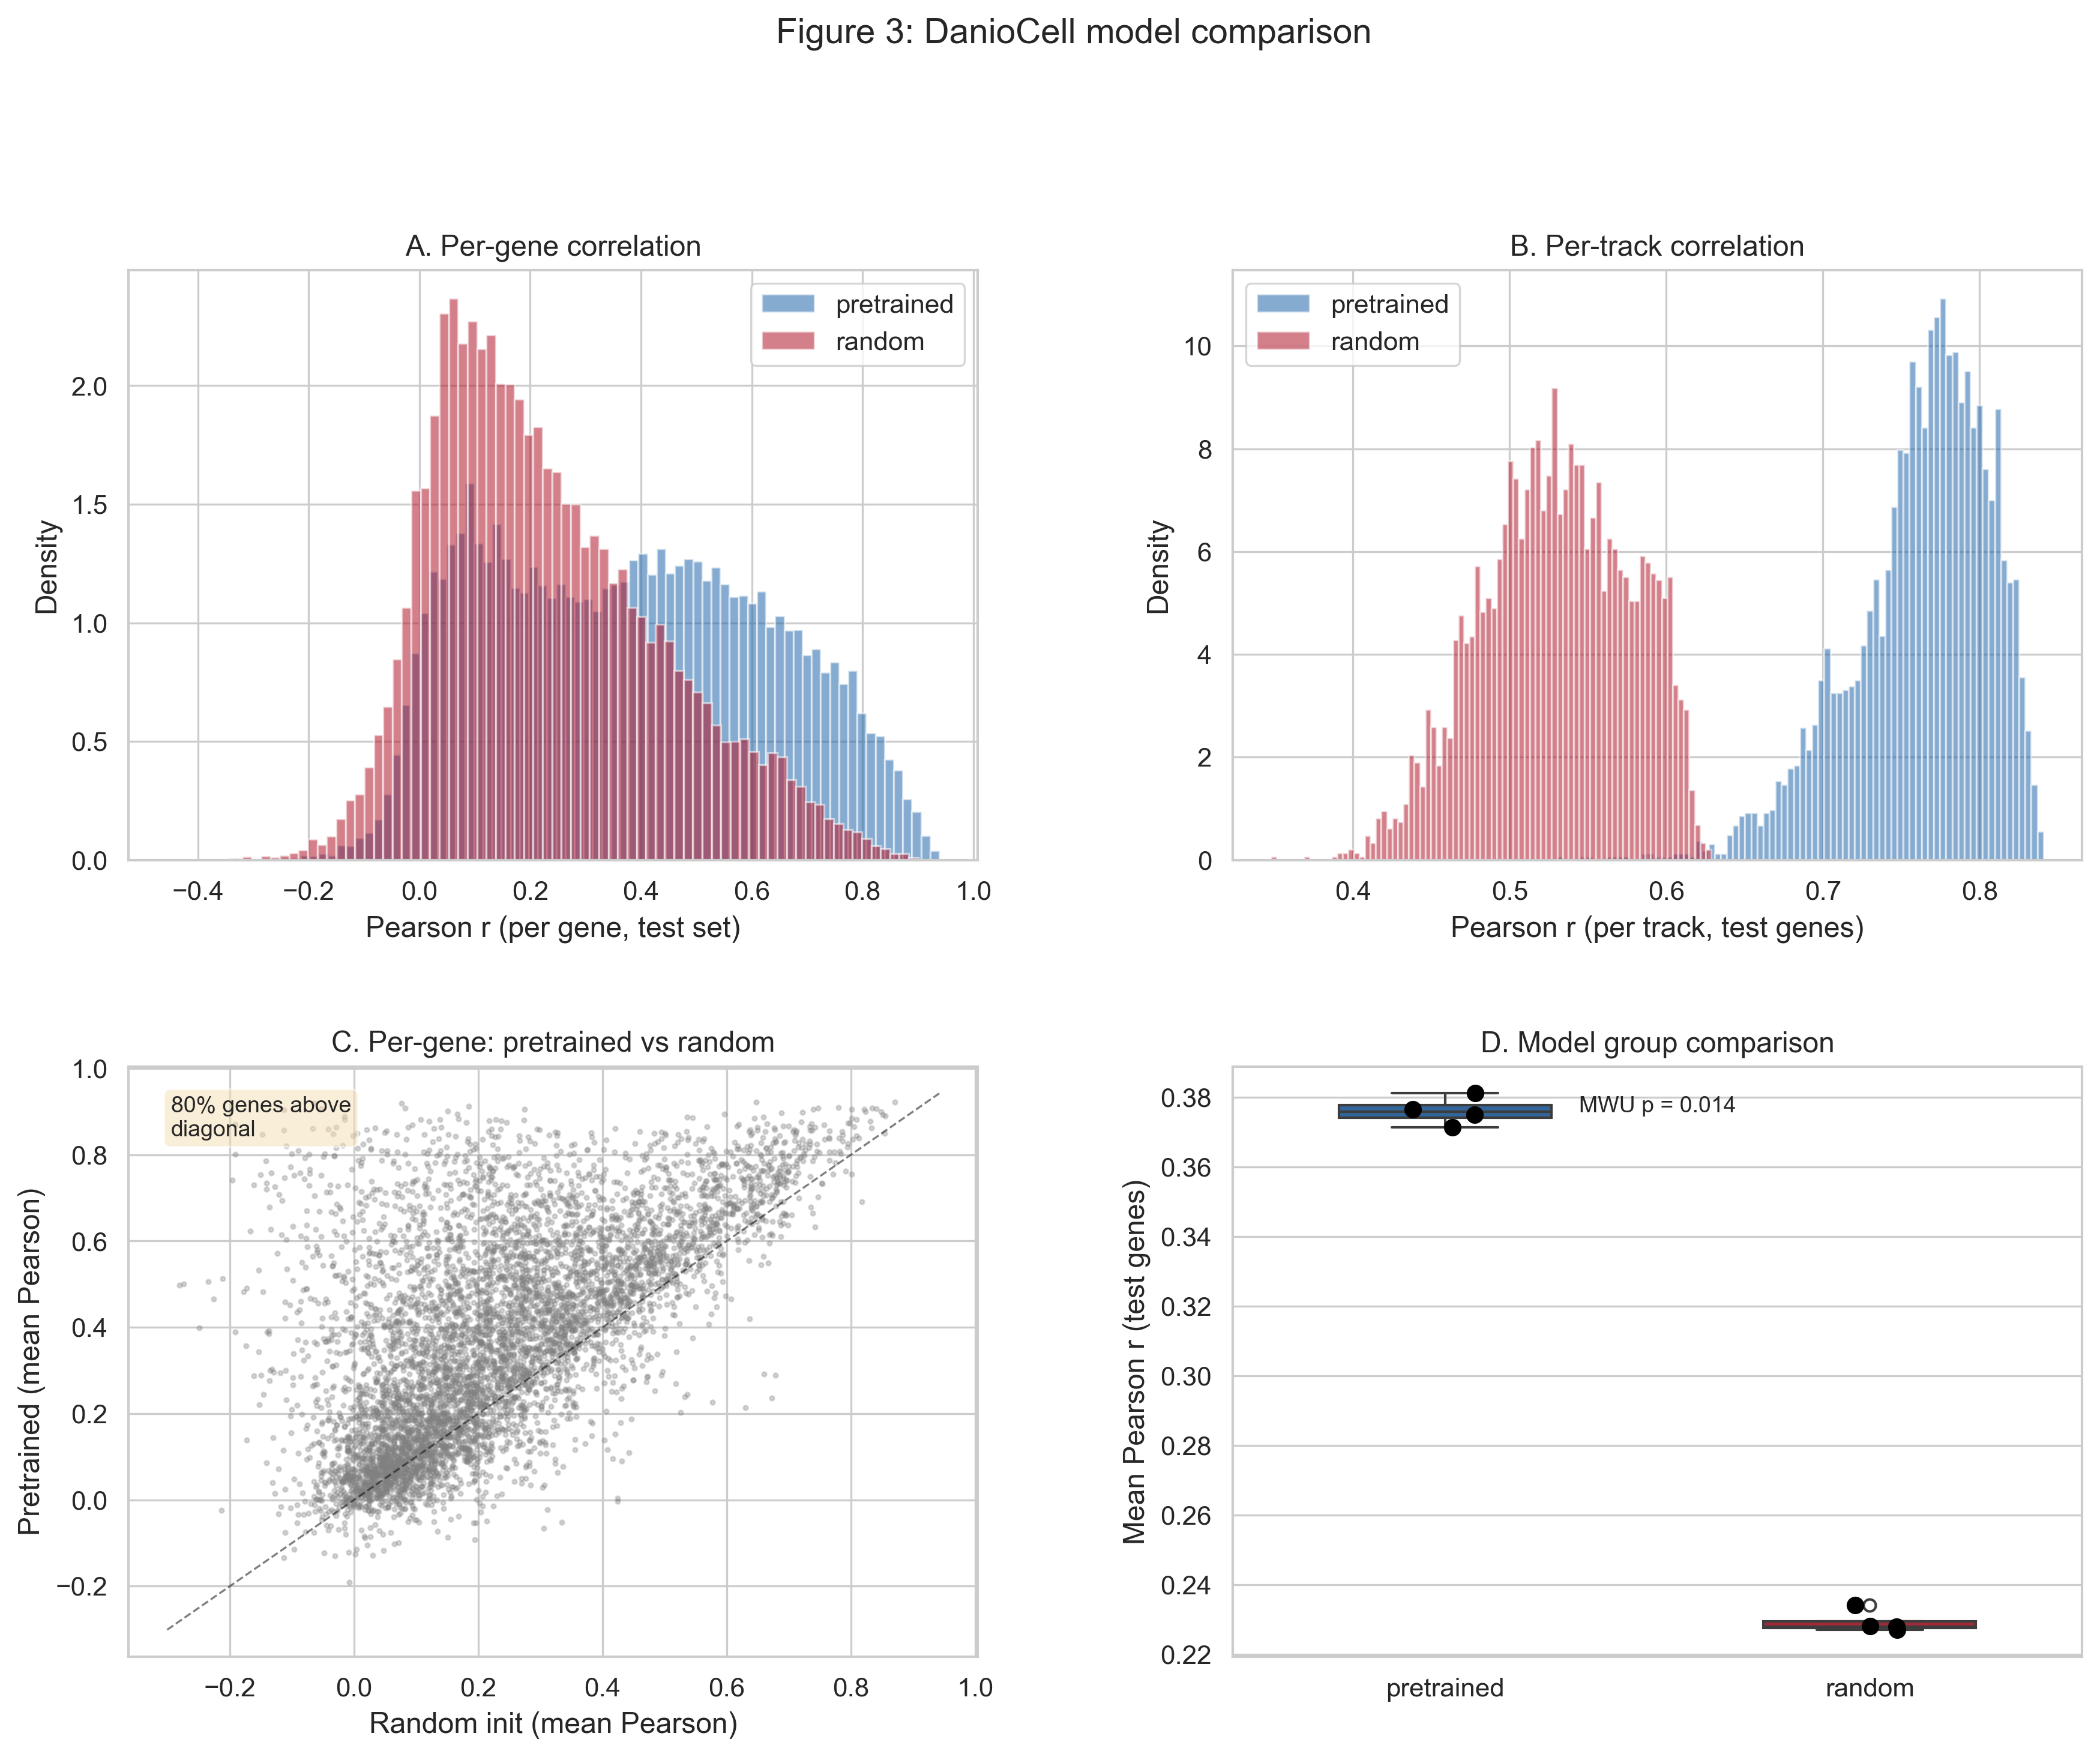 Figure 3: DanioCell model comparison
A. Per-gene correlation
pretrained
random
2.0
1.5
1.0
0.5
0.0
Density
−0.4 −0.2 0.0 0.2 0.4 0.6 0.8 1.0
Pearson r (per gene, test set)
B. Per-track correlation
pretrained
random
10
8
6
4
2
0
Density
0.4 0.5 0.6 0.7 0.8
Pearson r (per track, test genes)
C. Per-gene: pretrained vs random
80% genes above
diagonal
1.0
0.8
0.6
0.4
0.2
0.0
−0.2
Pretrained (mean Pearson)
−0.2 0.0 0.2 0.4 0.6 0.8 1.0
Random init (mean Pearson)
D. Model group comparison
MWU p = 0.014
0.38
0.36
0.34
0.32
0.30
0.28
0.26
0.24
0.22
Mean Pearson r (test genes)
pretrained random